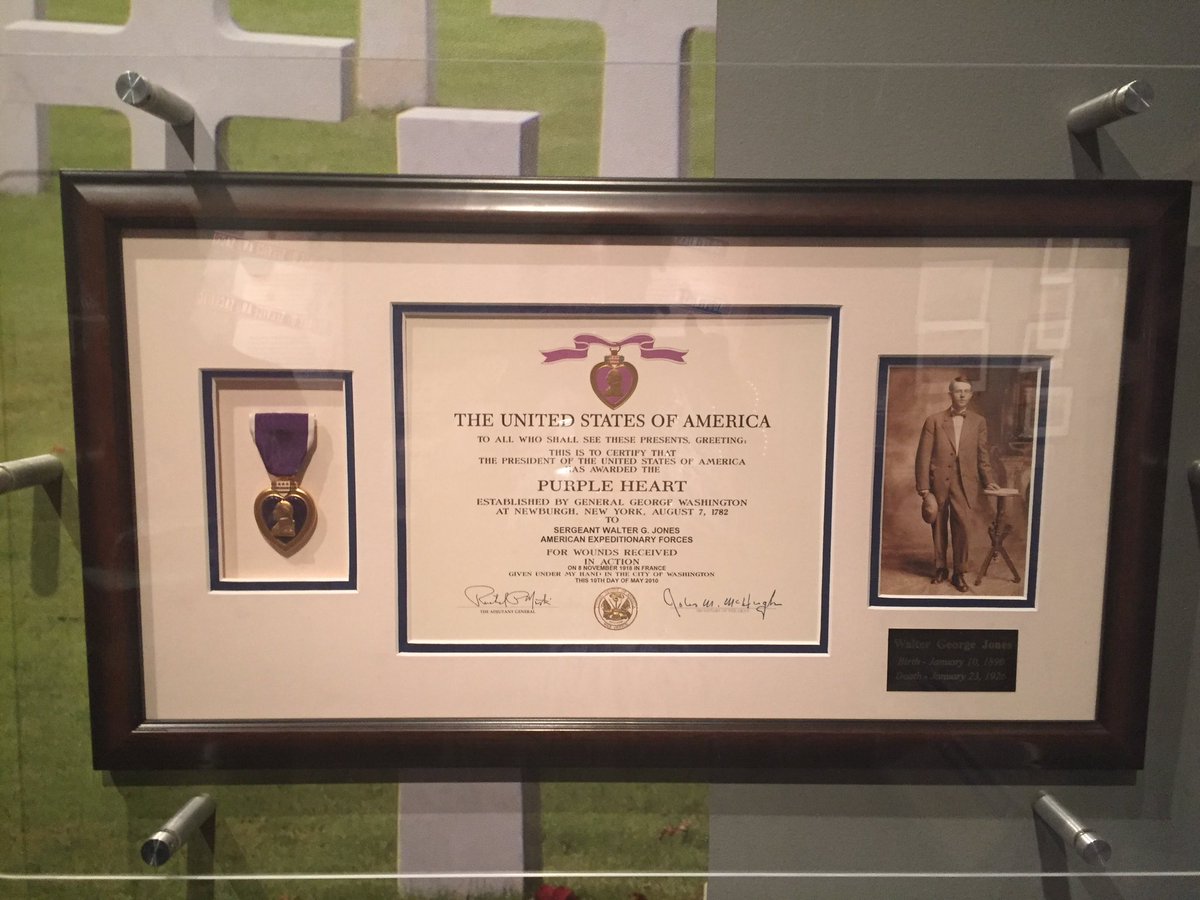 THE UNITED STATES OF AMERICA
TO ALL WHO SHALL SEE THESE PRESENTS, GREETING:
THIS IS TO CERTIFY THAT
THE PRESIDENT OF THE UNITED STATES OF AMERICA
HAS AWARDED THE
PURPLE HEART
ESTABLISHED BY GENERAL GEORGE WASHINGTON
AT NEWBURGH, NEW YORK, AUGUST 7, 1782
TO
SERGEANT WALTER G. JONES
AMERICAN EXPEDITIONARY FORCES
FOR WOUNDS RECEIVED
IN ACTION
ON 8 NOVEMBER 1918 IN FRANCE
GIVEN UNDER MY HAND IN THE CITY OF WASHINGTON
THIS 10TH DAY OF MAY 2010
John M. McHugh
THE ADJUTANT GENERAL
Walter George Jones
Birth - January 10, 1890
Death - January 23, 1926